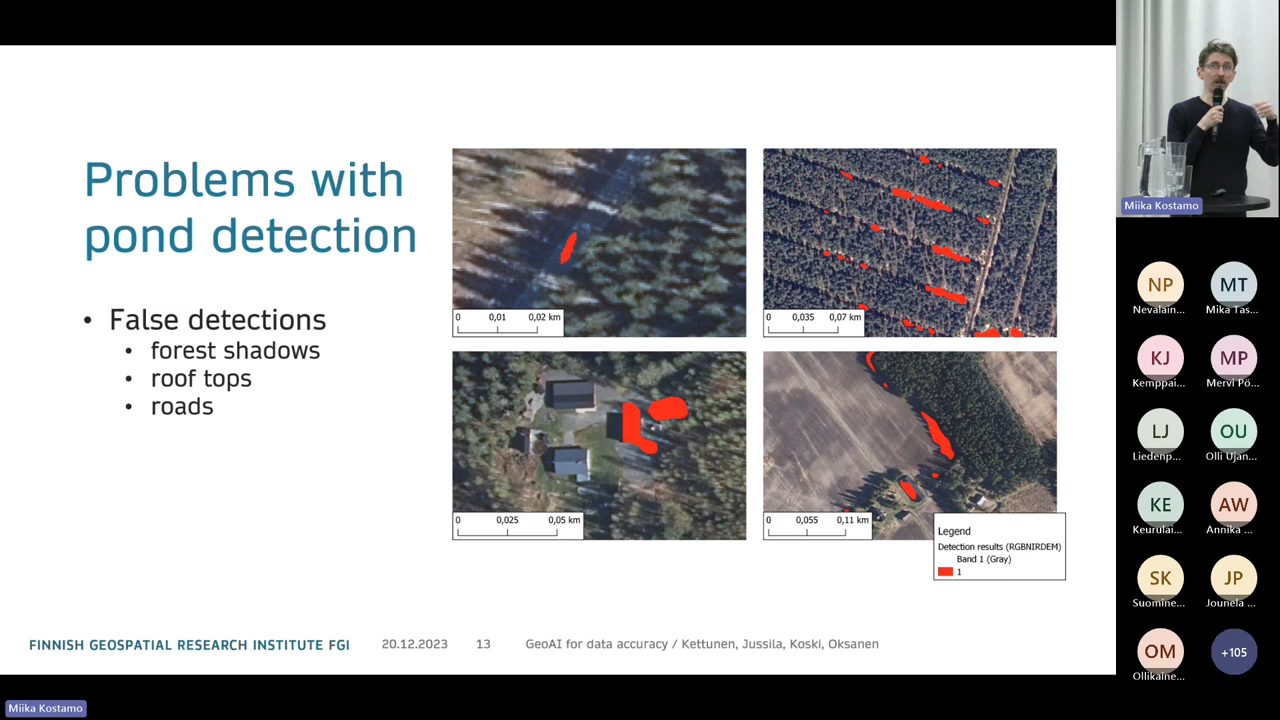 Problems with
pond detection
• False detections
• forest shadows
• roof tops
• roads
0 0,01 0,02 km
0 0,035 0,07 km
0 0,025 0,05 km
0 0,055 0,11 km
Legend
Detection results (RGBNIRDEM)
Band 1 (Gray)
1
FINNISH GEOSPATIAL RESEARCH INSTITUTE FGI 20.12.2023 13 GeoAI for data accuracy / Kettunen, Jussila, Koski, Oksanen
Miika Kostamo
NP MT
Nevalain... Mika Tas...
KJ MP
Kemppai... Mervi Pö...
LJ OU
Liedenp... Olli Ujan...
KE AW
Keurulai... Annika ...
SK JP
Suomine... Jounela ...
OM +105
Ollikaine...
Miika Kostamo